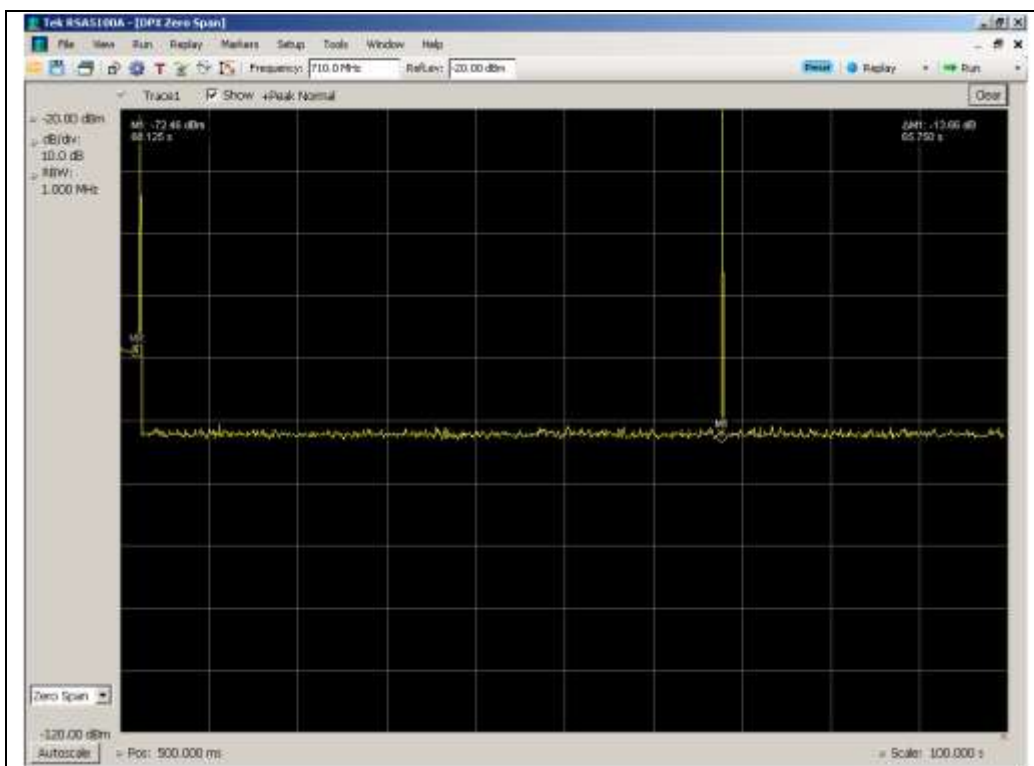 Tek RSA5100A - [DPX Zero Span]
File View Run Replay Markers Setup Tools Window Help
Frequency: 710.0 MHz RefLev: -20.00 dBm Preset Replay Run
Trace1 Show +Peak Normal Clear
-20.00 dBm
dB/div:
10.0 dB
RBW:
1.000 MHz
M1: -72.46 dBm
ΔM1: -13.66 dB
65.750 s
Zero Span
-120.00 dBm
Autoscale Pos: 500.000 ms Scale: 100.000 s